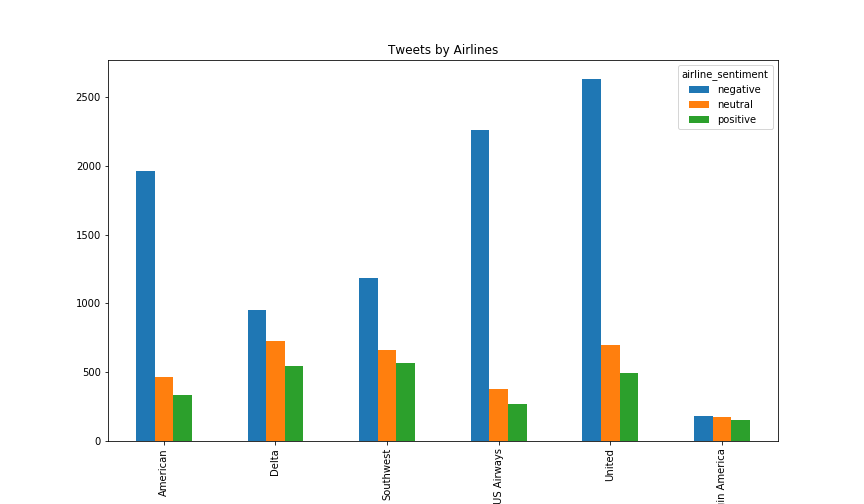 Tweets by Airlines
airline_sentiment
negative
neutral
positive
2500
2000
1500
1000
500
0
American
Delta
Southwest
US Airways
United
in America